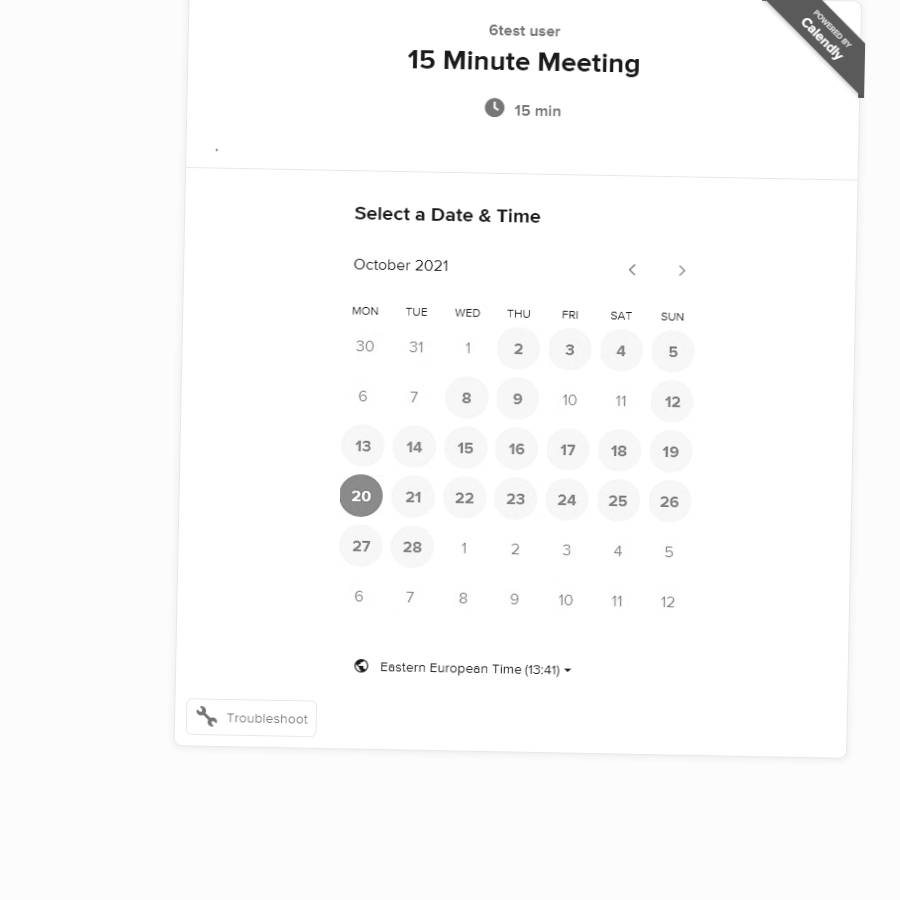 POWERED BY
Calendly
6test user
15 Minute Meeting
15 min
.
Select a Date & Time
October 2021
MON TUE WED THU FRI SAT SUN
30 31 1 2 3 4 5
6 7 8 9 10 11 12
13 14 15 16 17 18 19
20 21 22 23 24 25 26
27 28 1 2 3 4 5
6 7 8 9 10 11 12
Eastern European Time (13:41)
Troubleshoot